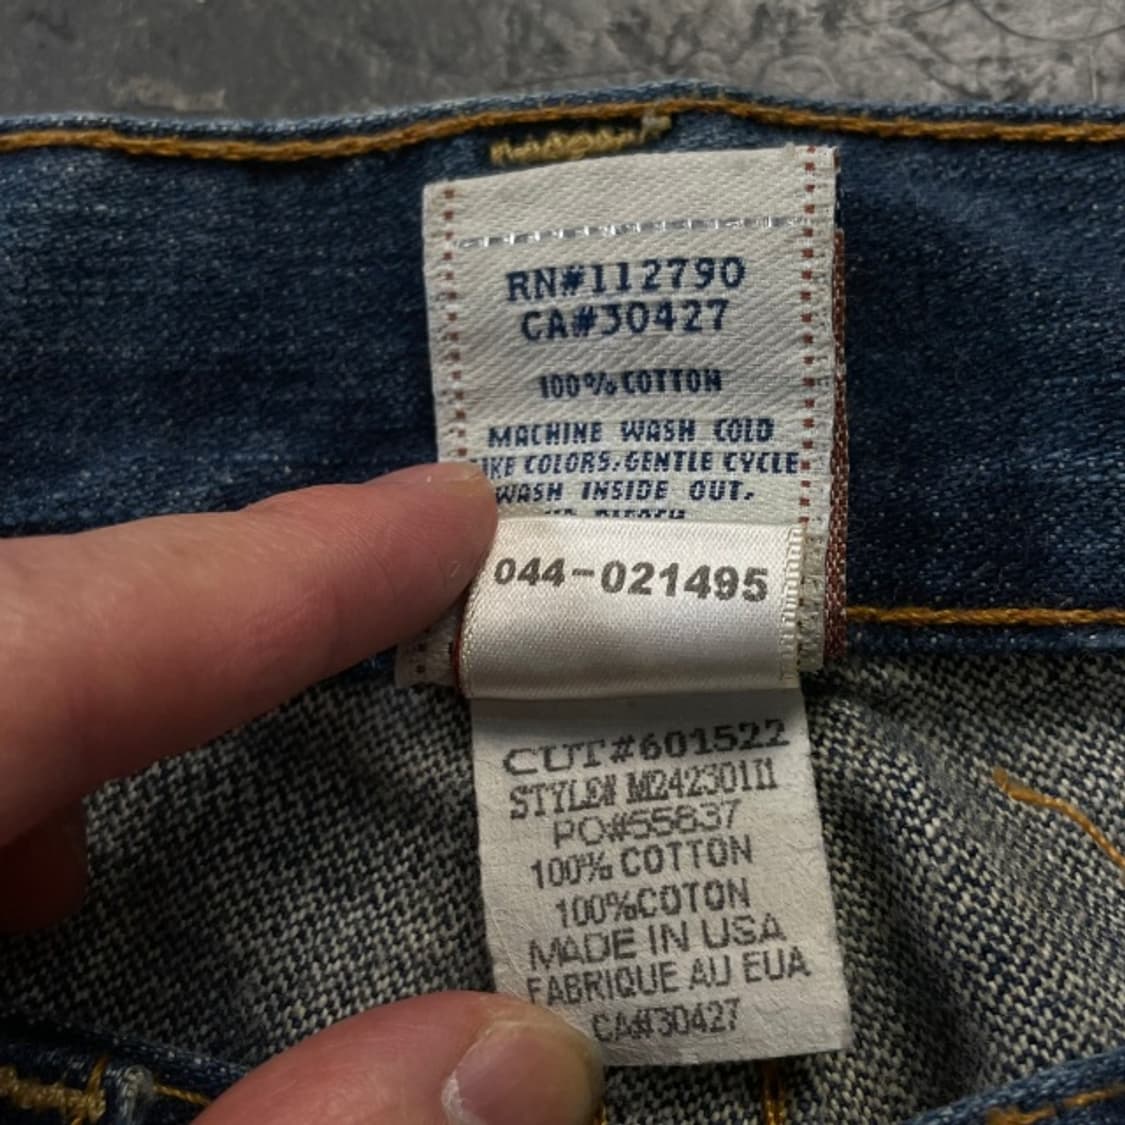 RN#112790
CA#30427
100% COTTON
MACHINE WASH COLD
IKE COLORS, GENTLE CYCLE
WASH INSIDE OUT,
044-021495
CUT#601522
STYLE# M24230111
PO#55837
100% COTTON
100%COTON
MADE IN USA
FABRIQUE AU EUA
CA#30427